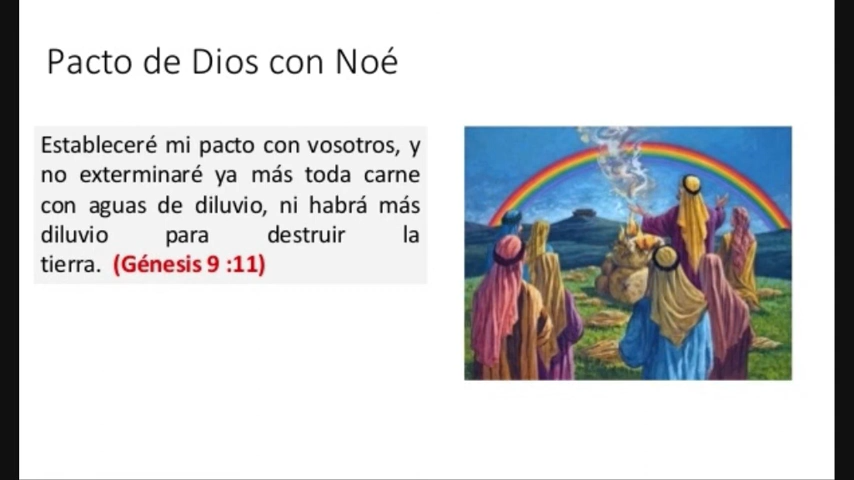 Pacto de Dios con Noé
Estableceré mi pacto con vosotros, y
no exterminaré ya más toda carne
con aguas de diluvio, ni habrá más
diluvio para destruir la
tierra. (Génesis 9 :11)